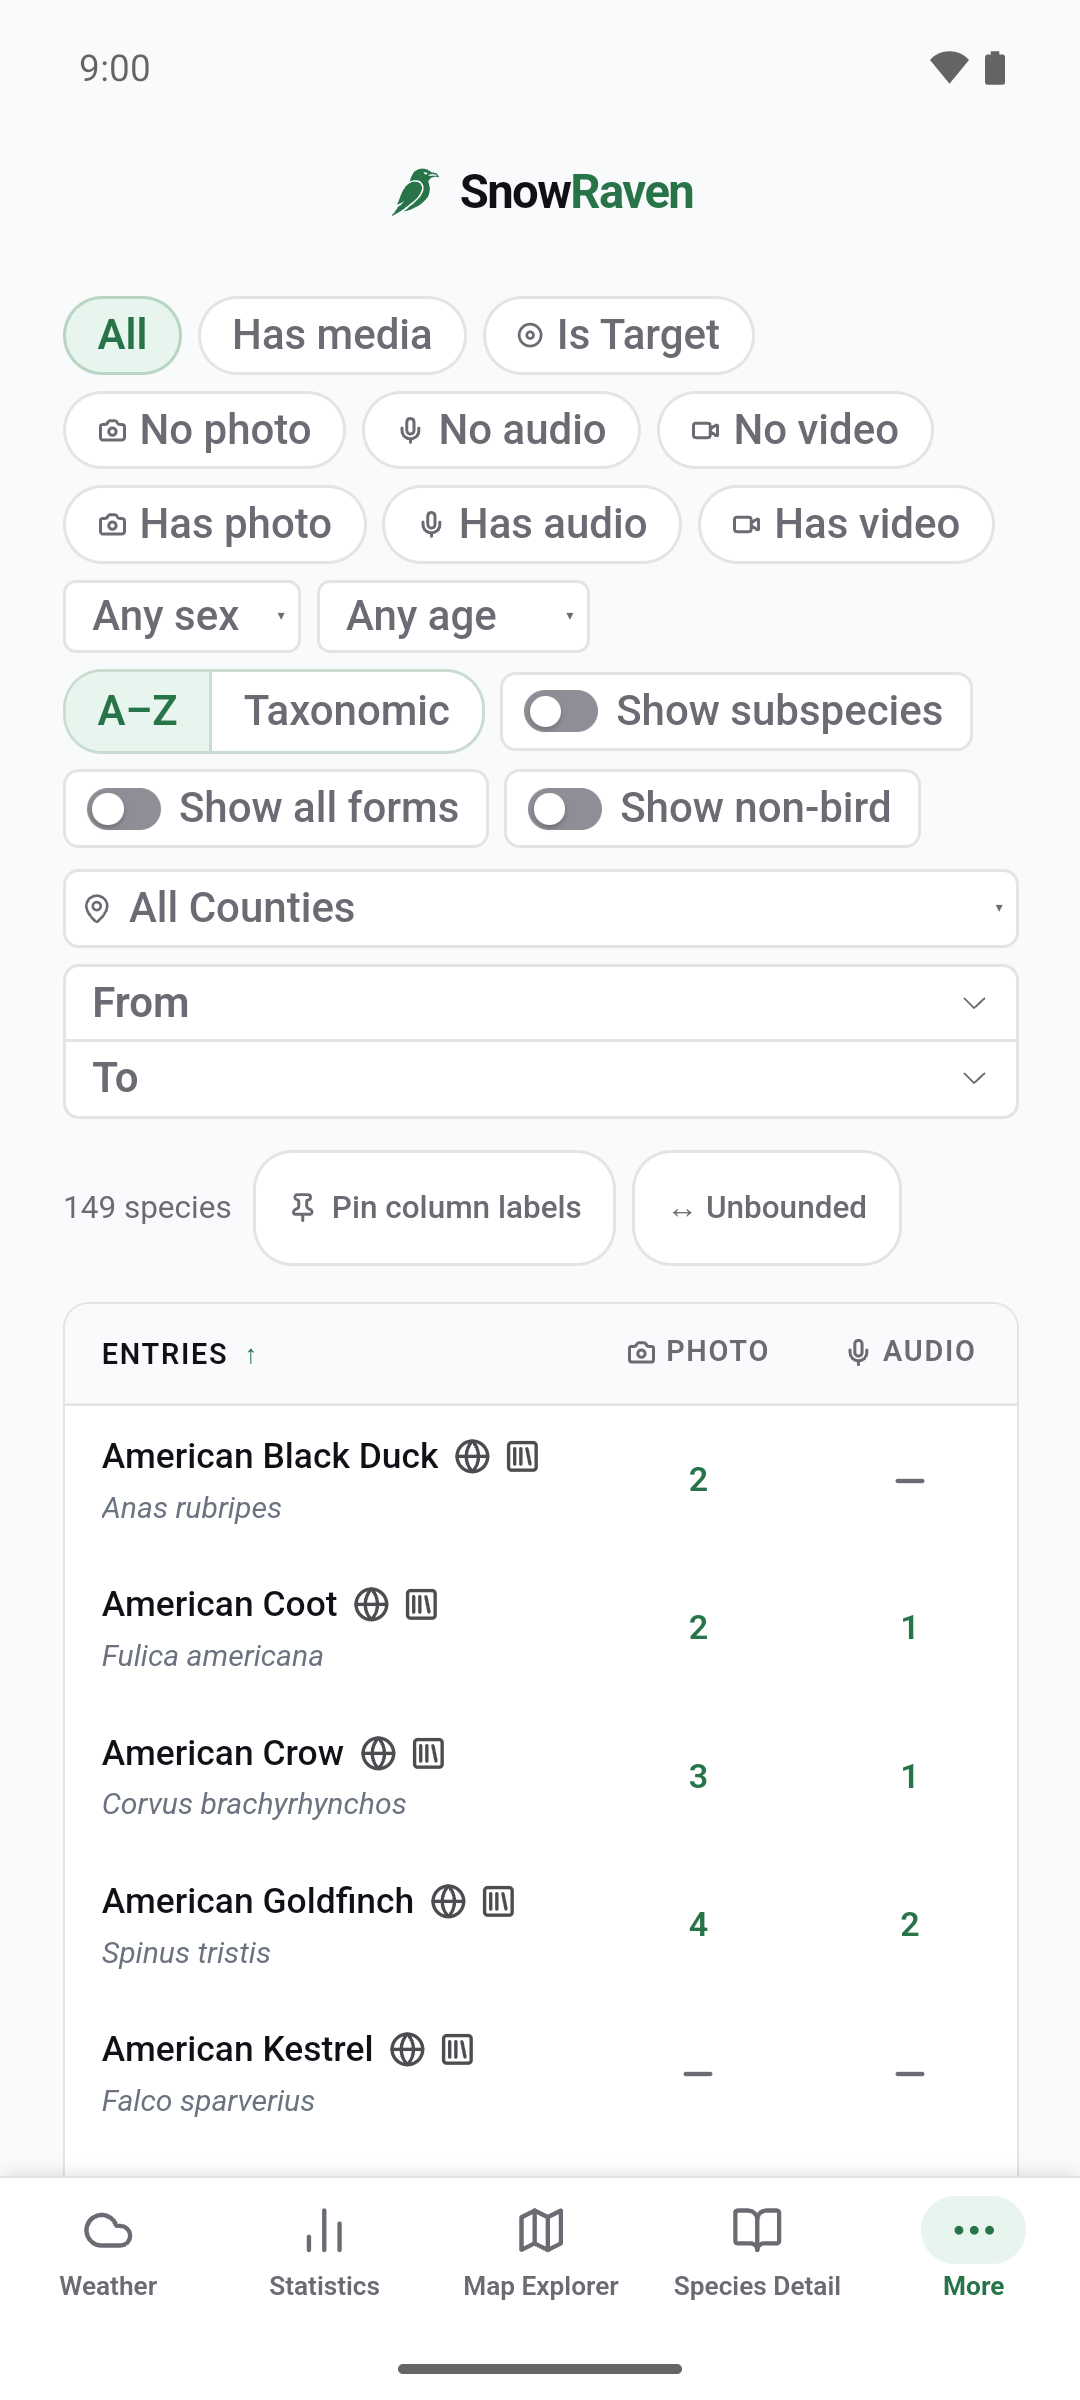 9:00
SnowRaven
All Has media Is Target
No photo No audio No video
Has photo Has audio Has video
Any sex Any age
A–Z Taxonomic Show subspecies
Show all forms Show non-bird
All Counties
From
To
149 species Pin column labels ↔ Unbounded
ENTRIES ↑ PHOTO AUDIO
American Black Duck 2 —
Anas rubripes
American Coot 2 1
Fulica americana
American Crow 3 1
Corvus brachyrhynchos
American Goldfinch 4 2
Spinus tristis
American Kestrel — —
Falco sparverius
Weather Statistics Map Explorer Species Detail More